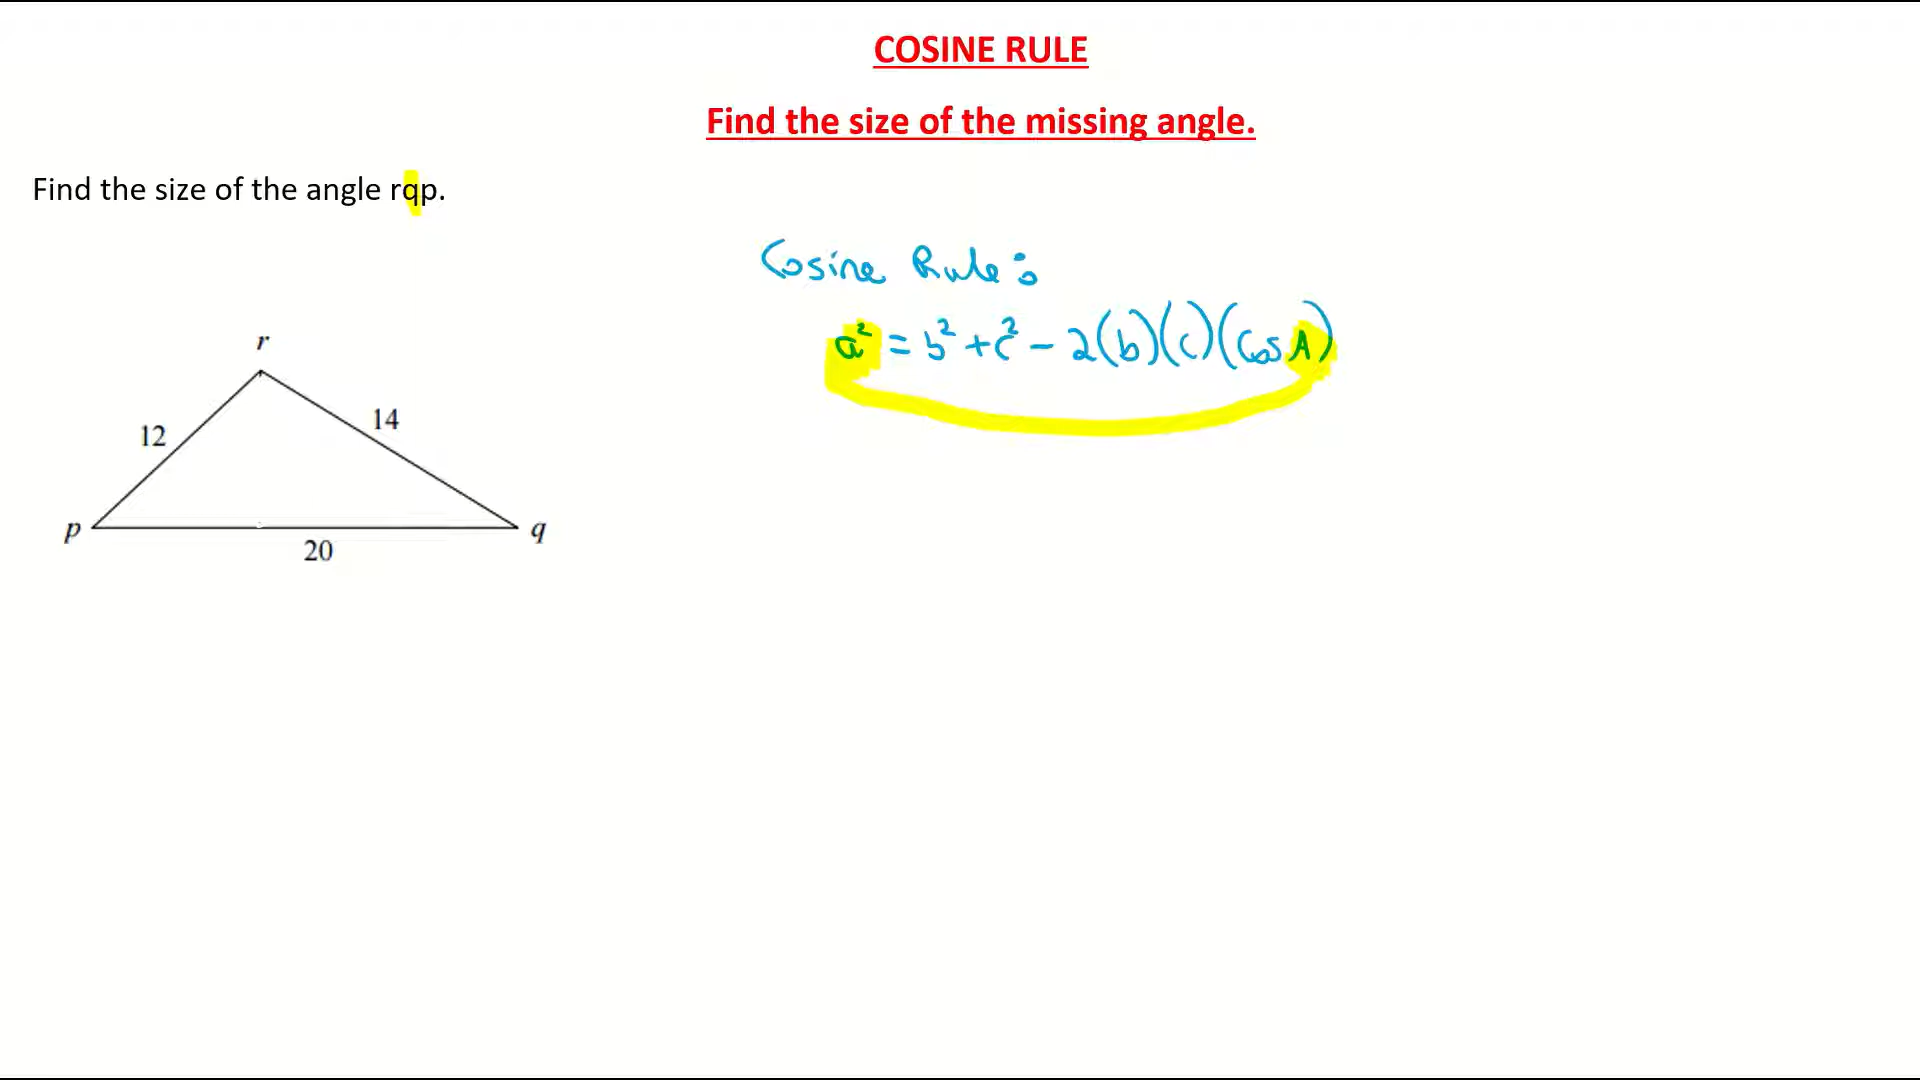 COSINE RULE
Find the size of the missing angle.
Find the size of the angle rqp.
Cosine Rule:
a² = b² + c² − 2(b)(c)(Cos A)
r
14
12
p
q
20